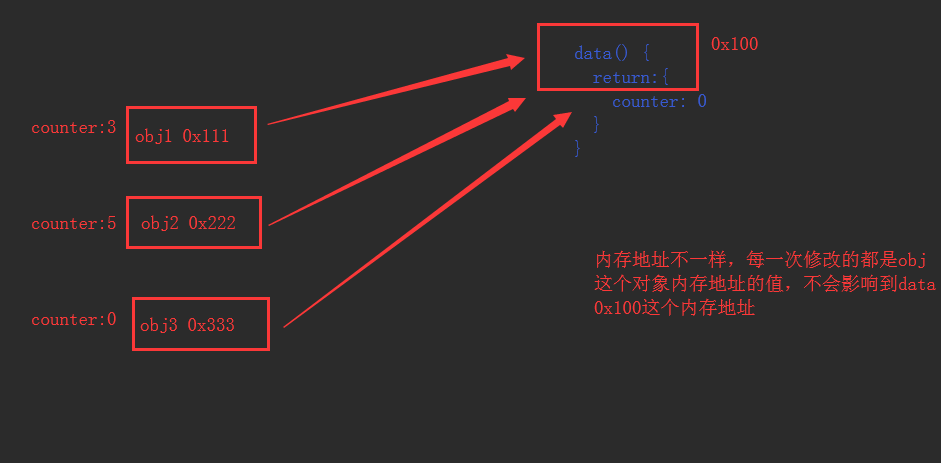 data() {
0x100
return:{
counter: 0
}
}
counter:3
obj1 0x111
counter:5
obj2 0x222
counter:0
obj3 0x333
内存地址不一样，每一次修改的都是obj
这个对象内存地址的值，不会影响到data
0x100这个内存地址